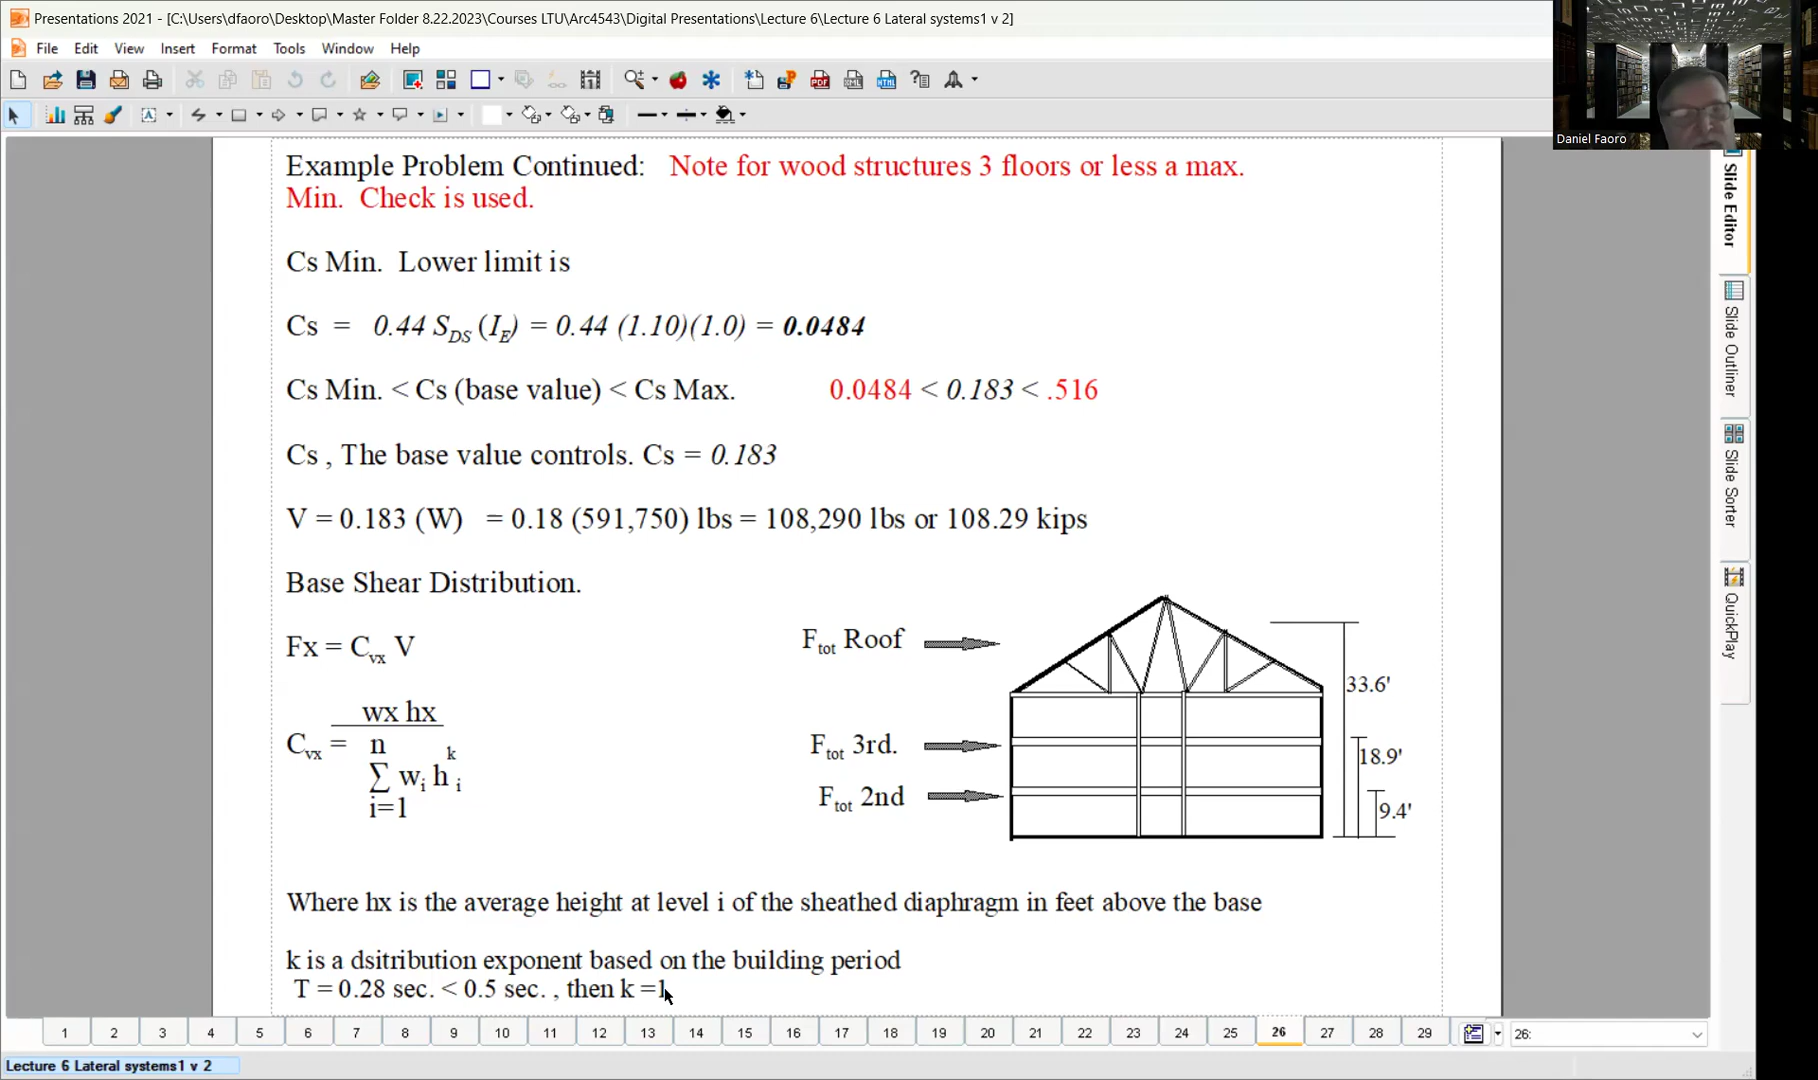 Presentations 2021 - [C:\Users\dfaoro\Desktop\Master Folder 8.22.2023\Courses LTU\Arc4543\Digital Presentations\Lecture 6\Lecture 6 Lateral systems1 v 2]
File Edit View Insert Format Tools Window Help
Daniel Faoro
Example Problem Continued: Note for wood structures 3 floors or less a max.
Min. Check is used.
Cs Min. Lower limit is
Cs = 0.44 SDS (IE) = 0.44 (1.10)(1.0) = 0.0484
Cs Min. < Cs (base value) < Cs Max. 0.0484 < 0.183 < .516
Cs , The base value controls. Cs = 0.183
V = 0.183 (W) = 0.18 (591,750) lbs = 108,290 lbs or 108.29 kips
Base Shear Distribution.
Fx = Cvx V
wx hx
Cvx = n k
∑ wi h i
i=1
Ftot Roof
Ftot 3rd.
Ftot 2nd
33.6'
18.9'
9.4'
Where hx is the average height at level i of the sheathed diaphragm in feet above the base
k is a dsitribution exponent based on the building period
T = 0.28 sec. < 0.5 sec. , then k =1
Slide Editor
Slide Outliner
Slide Sorter
QuickPlay
1 2 3 4 5 6 7 8 9 10 11 12 13 14 15 16 17 18 19 20 21 22 23 24 25 26 27 28 29 26:
Lecture 6 Lateral systems1 v 2